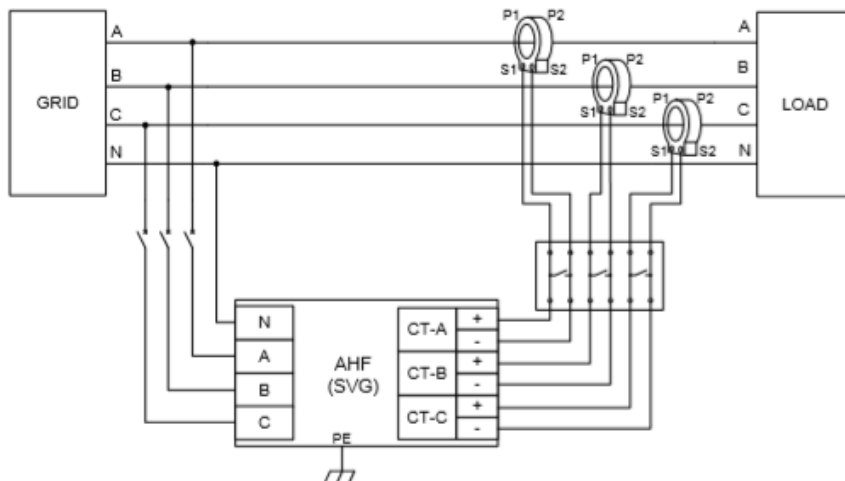 P1 P2
A A
S1 S2
P1 P2
B B
S1 S2
GRID
P1 P2
LOAD
C C
S1 S2
N N
N
CT-A + -
A
AHF
(SVG)
B
CT-B + -
C
CT-C + -
PE